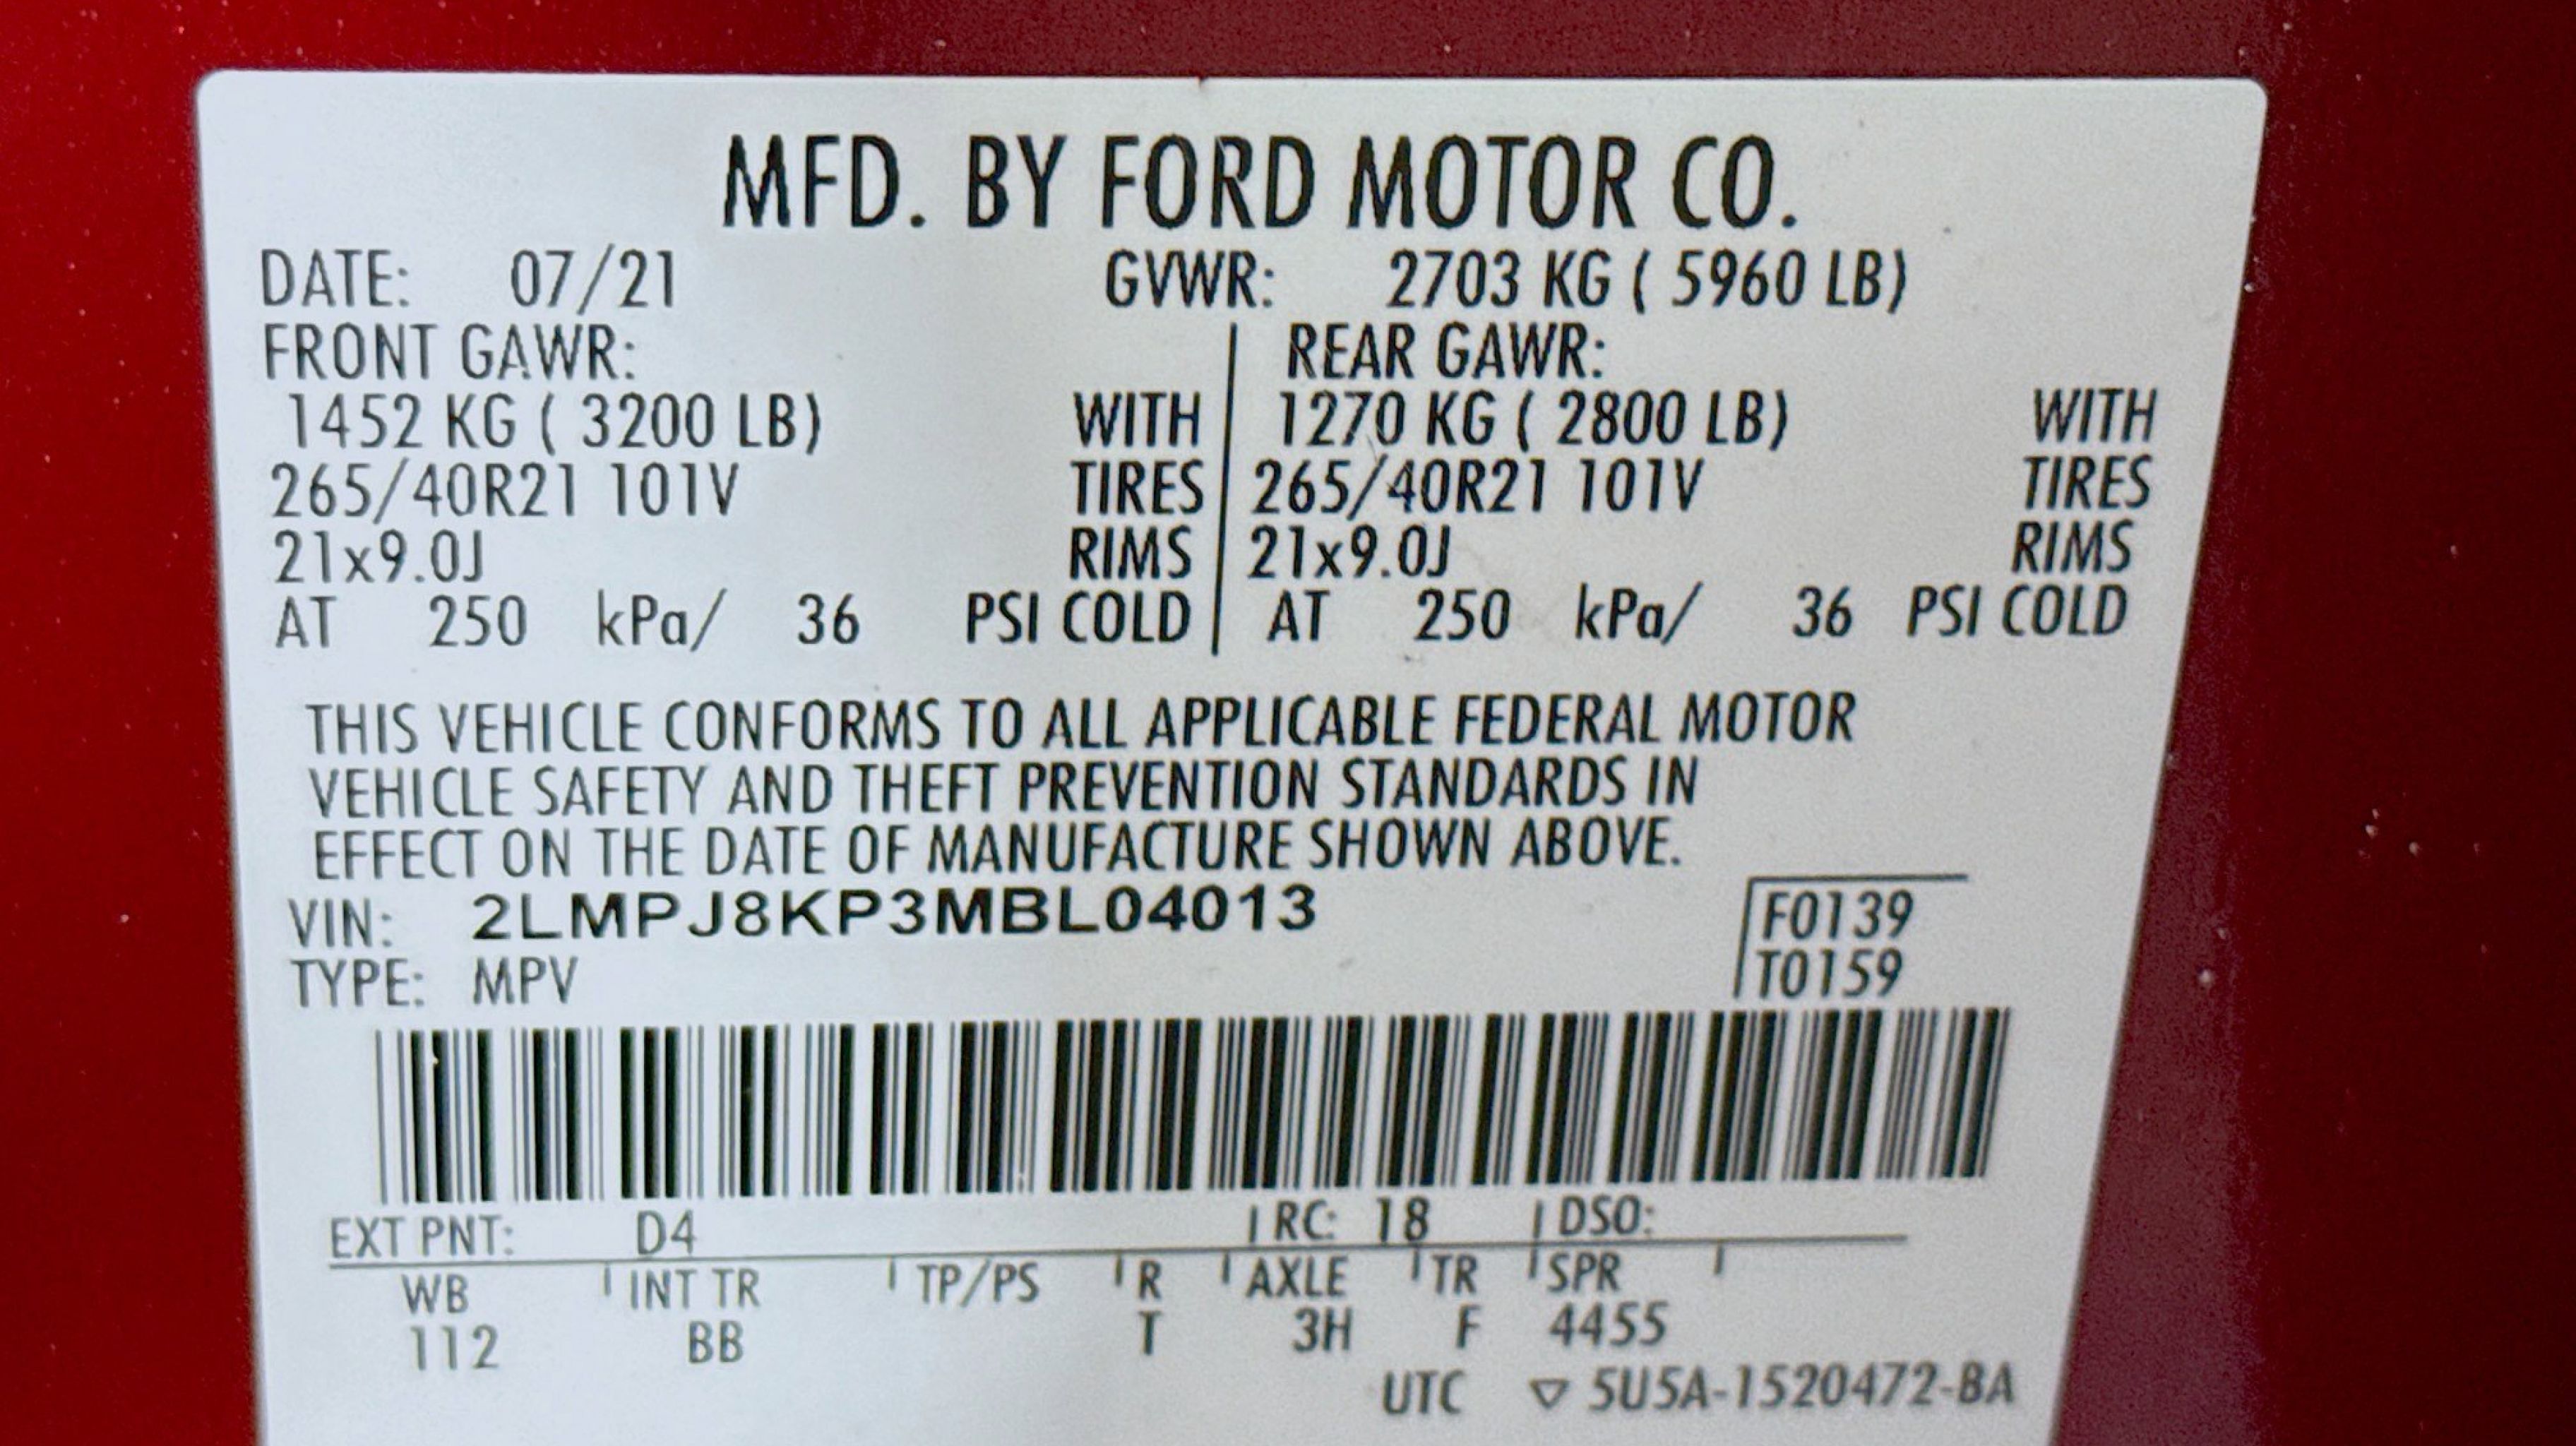 MFD. BY FORD MOTOR CO.
DATE: 07/21 GVWR: 2703 KG ( 5960 LB)
FRONT GAWR: REAR GAWR:
1452 KG ( 3200 LB) WITH 1270 KG ( 2800 LB) WITH
265/40R21 101V TIRES 265/40R21 101V TIRES
21x9.0J RIMS 21x9.0J RIMS
AT 250 kPa/ 36 PSI COLD AT 250 kPa/ 36 PSI COLD
THIS VEHICLE CONFORMS TO ALL APPLICABLE FEDERAL MOTOR
VEHICLE SAFETY AND THEFT PREVENTION STANDARDS IN
EFFECT ON THE DATE OF MANUFACTURE SHOWN ABOVE.
VIN: 2LMPJ8KP3MBL04013 F0139
TYPE: MPV T0159
EXT PNT: D4 RC: 18 DSO:
WB INT TR TP/PS R AXLE TR SPR
112 BB T 3H F 4455
UTC ▽ 5U5A-1520472-BA